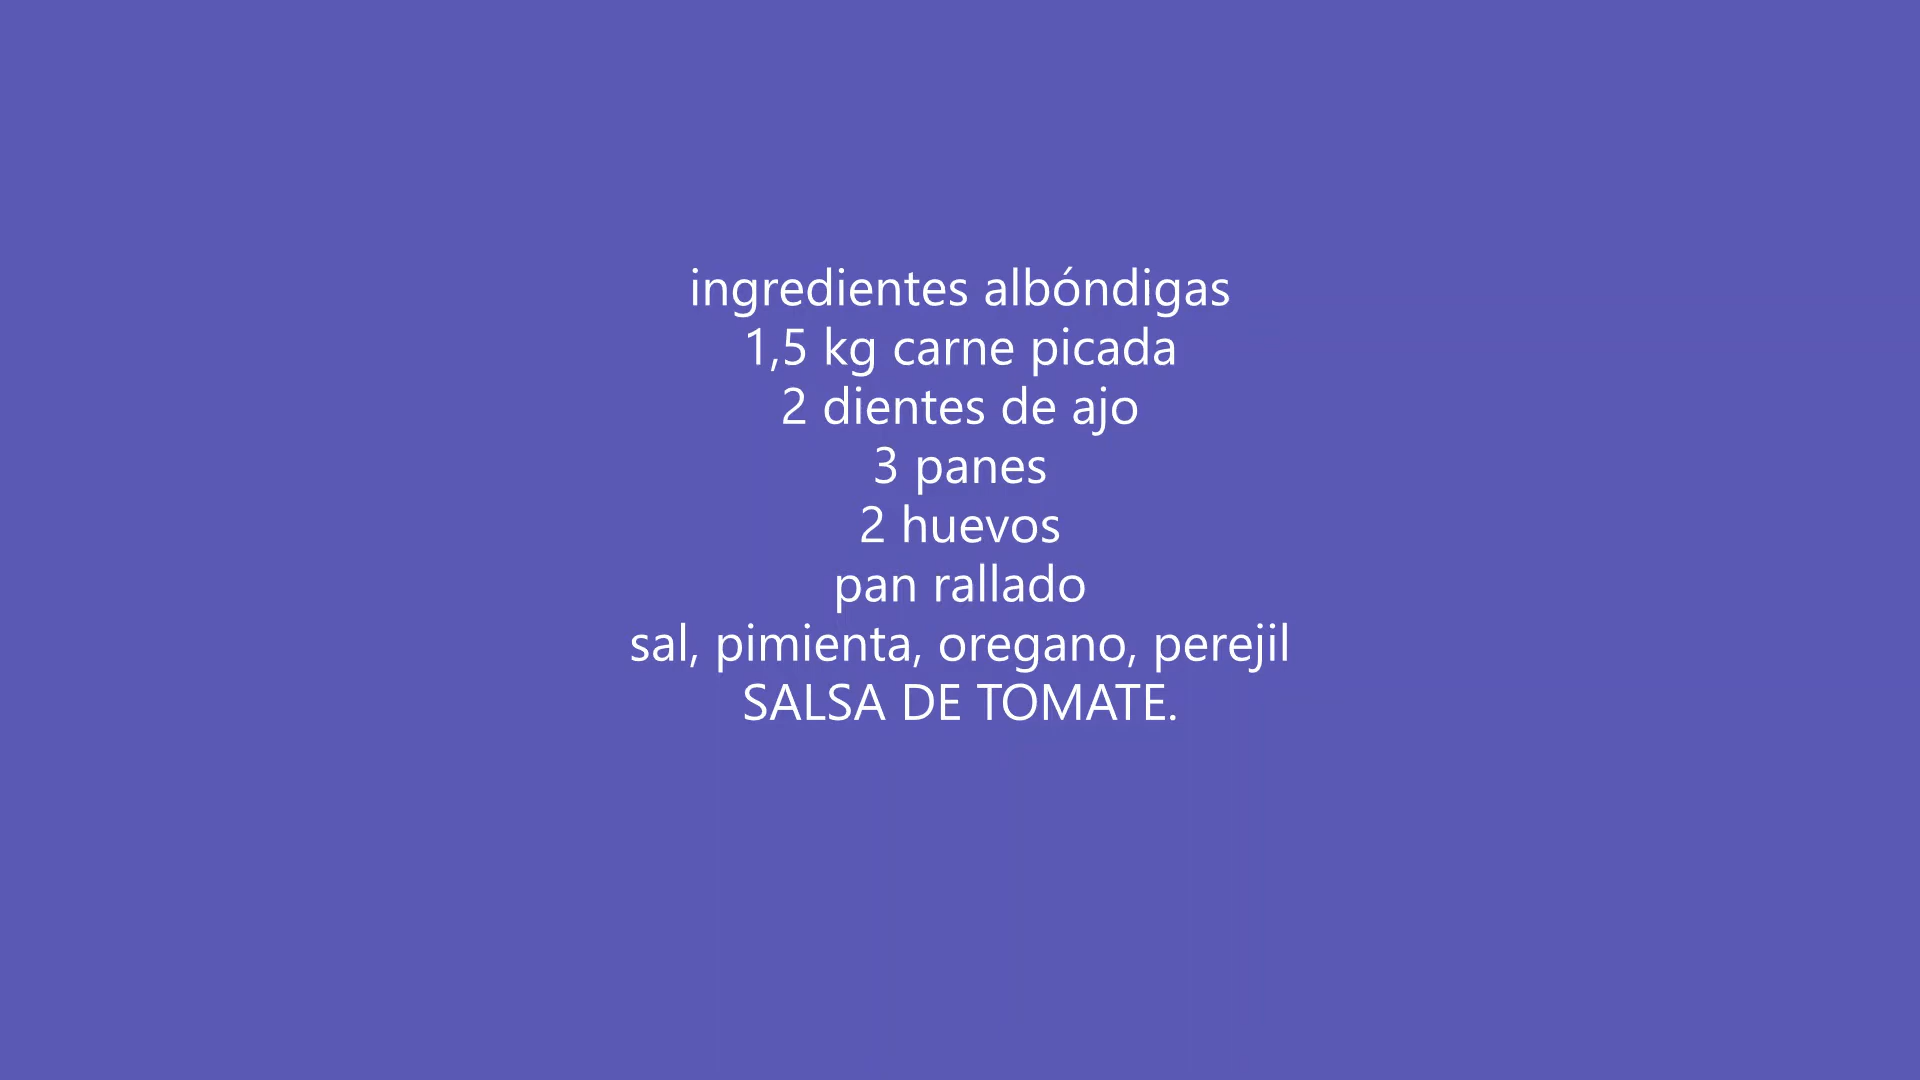 ingredientes albóndigas
1,5 kg carne picada
2 dientes de ajo
3 panes
2 huevos
pan rallado
sal, pimienta, oregano, perejil
SALSA DE TOMATE.